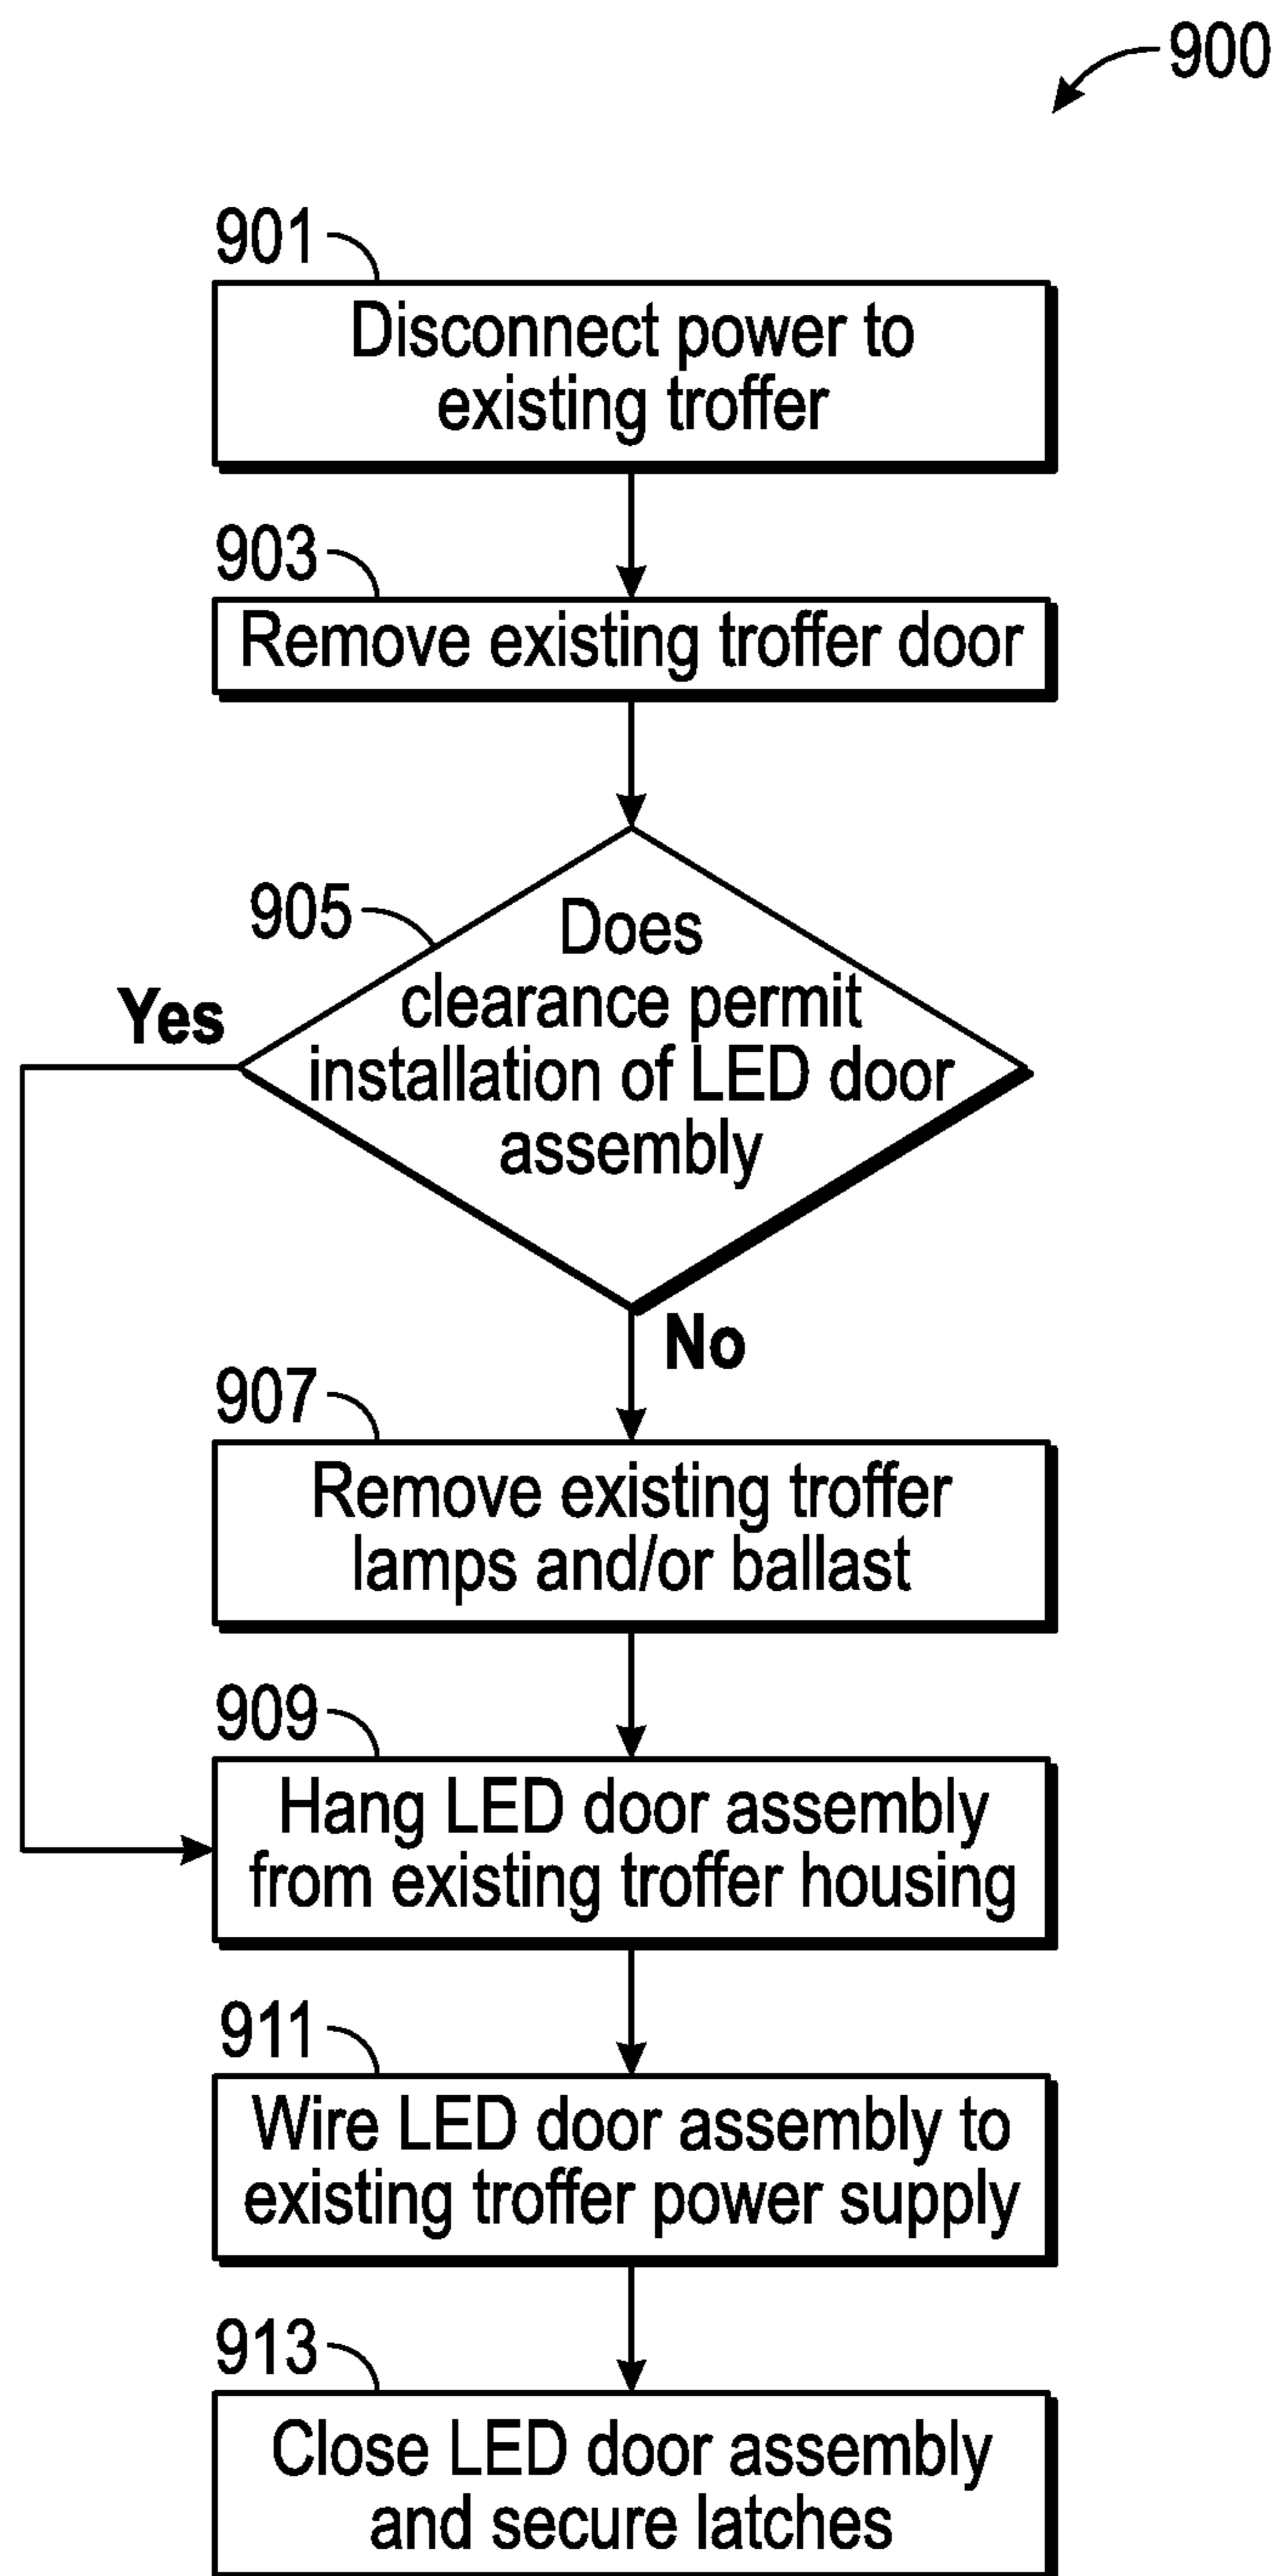 900
901
Disconnect power to
existing troffer
903
Remove existing troffer door
905
Does
clearance permit
installation of LED door
assembly
Yes
No
907
Remove existing troffer
lamps and/or ballast
909
Hang LED door assembly
from existing troffer housing
911
Wire LED door assembly to
existing troffer power supply
913
Close LED door assembly
and secure latches